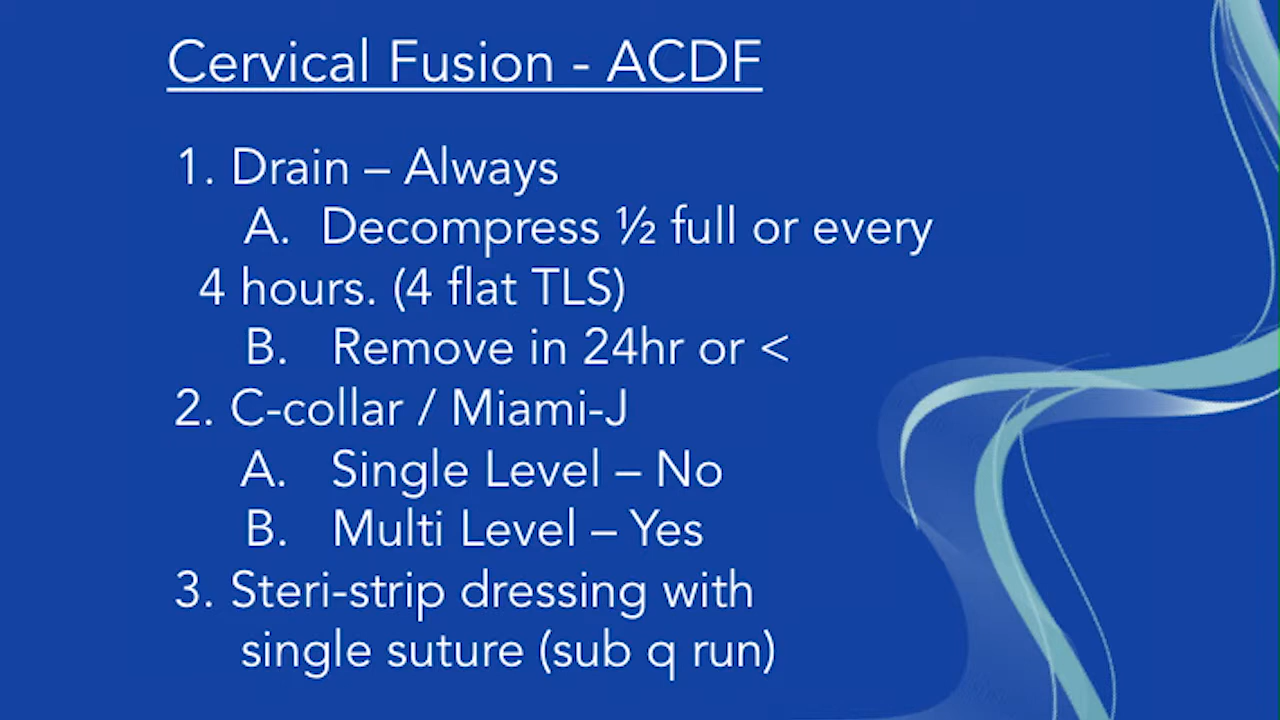 Cervical Fusion - ACDF
1. Drain – Always
A. Decompress ½ full or every
4 hours. (4 flat TLS)
B. Remove in 24hr or <
2. C-collar / Miami-J
A. Single Level – No
B. Multi Level – Yes
3. Steri-strip dressing with
single suture (sub q run)